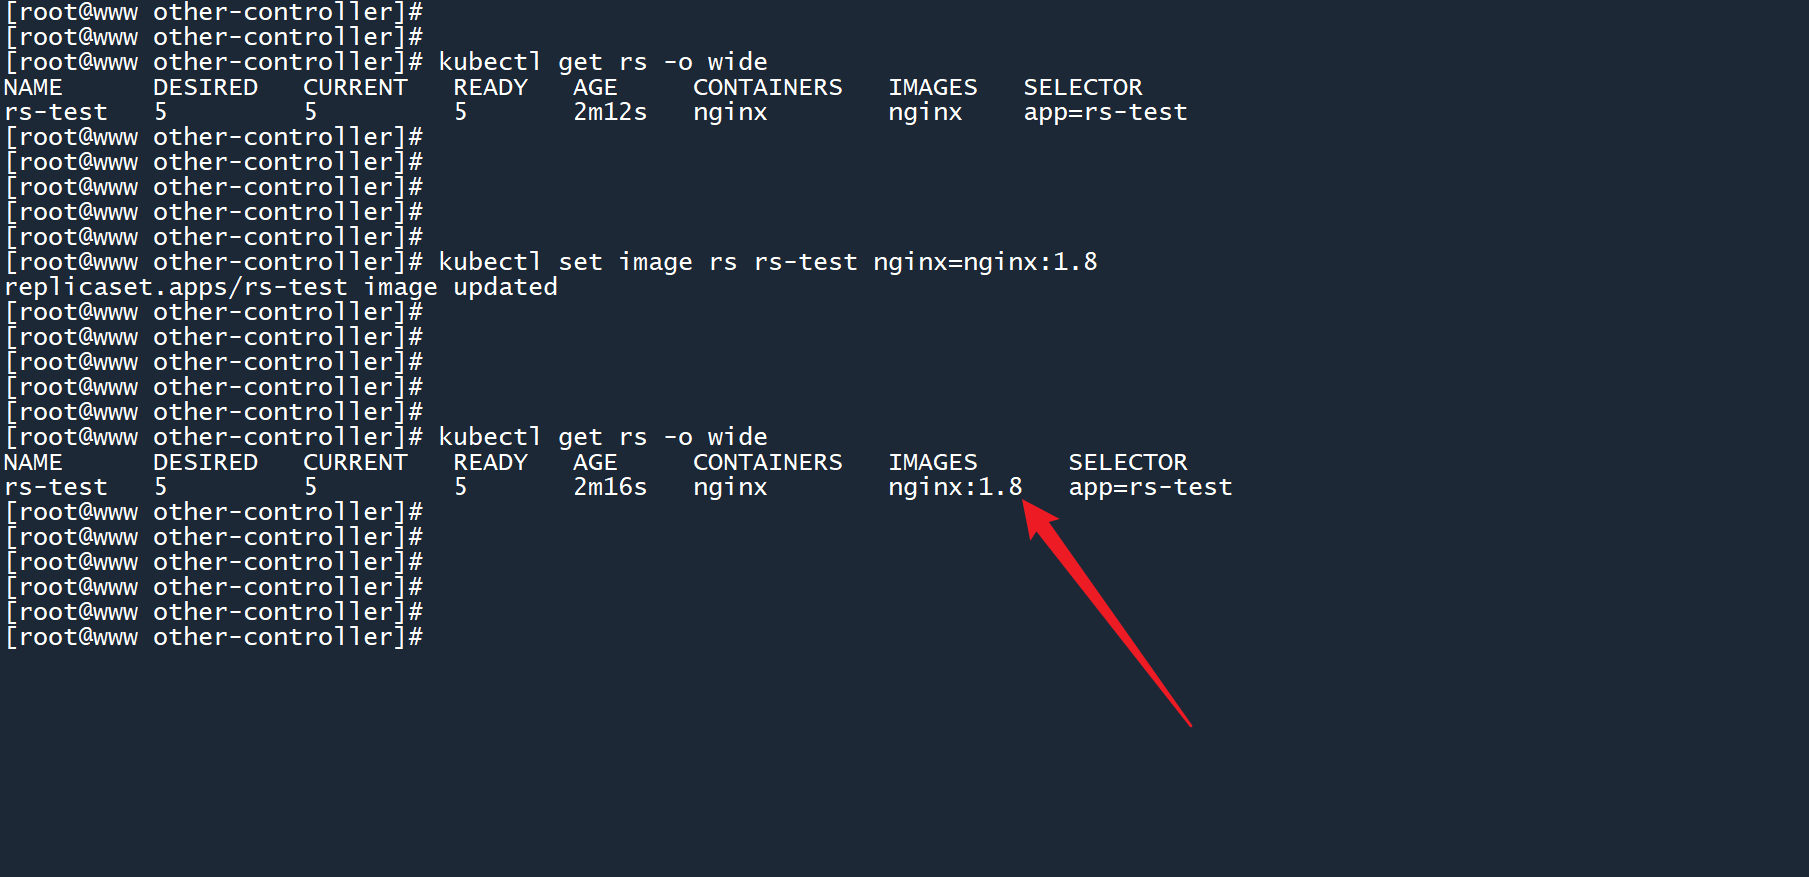 [root@www other-controller]#
[root@www other-controller]#
[root@www other-controller]# kubectl get rs -o wide
NAME      DESIRED   CURRENT   READY   AGE     CONTAINERS   IMAGES   SELECTOR
rs-test   5         5         5       2m12s   nginx        nginx    app=rs-test
[root@www other-controller]#
[root@www other-controller]#
[root@www other-controller]#
[root@www other-controller]#
[root@www other-controller]#
[root@www other-controller]# kubectl set image rs rs-test nginx=nginx:1.8
replicaset.apps/rs-test image updated
[root@www other-controller]#
[root@www other-controller]#
[root@www other-controller]#
[root@www other-controller]#
[root@www other-controller]#
[root@www other-controller]# kubectl get rs -o wide
NAME      DESIRED   CURRENT   READY   AGE     CONTAINERS   IMAGES      SELECTOR
rs-test   5         5         5       2m16s   nginx        nginx:1.8   app=rs-test
[root@www other-controller]#
[root@www other-controller]#
[root@www other-controller]#
[root@www other-controller]#
[root@www other-controller]#
[root@www other-controller]#